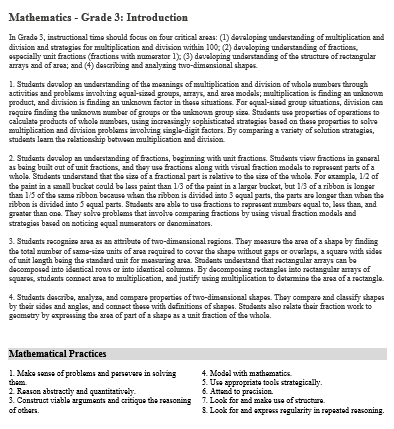 Mathematics - Grade 3: Introduction
In Grade 3, instructional time should focus on four critical areas: (1) developing understanding of multiplication and
division and strategies for multiplication and division within 100; (2) developing understanding of fractions,
especially unit fractions (fractions with numerator 1); (3) developing understanding of the structure of rectangular
arrays and of area; and (4) describing and analyzing two-dimensional shapes.
1. Students develop an understanding of the meanings of multiplication and division of whole numbers through
activities and problems involving equal-sized groups, arrays, and area models; multiplication is finding an unknown
product, and division is finding an unknown factor in these situations. For equal-sized group situations, division can
require finding the unknown number of groups or the unknown group size. Students use properties of operations to
calculate products of whole numbers, using increasingly sophisticated strategies based on these properties to solve
multiplication and division problems involving single-digit factors. By comparing a variety of solution strategies,
students learn the relationship between multiplication and division.
2. Students develop an understanding of fractions, beginning with unit fractions. Students view fractions in general
as being built out of unit fractions, and they use fractions along with visual fraction models to represent parts of a
whole. Students understand that the size of a fractional part is relative to the size of the whole. For example, 1/2 of
the paint in a small bucket could be less paint than 1/3 of the paint in a larger bucket, but 1/3 of a ribbon is longer
than 1/5 of the same ribbon because when the ribbon is divided into 3 equal parts, the parts are longer than when the
ribbon is divided into 5 equal parts. Students are able to use fractions to represent numbers equal to, less than, and
greater than one. They solve problems that involve comparing fractions by using visual fraction models and
strategies based on noticing equal numerators or denominators.
3. Students recognize area as an attribute of two-dimensional regions. They measure the area of a shape by finding
the total number of same-size units of area required to cover the shape without gaps or overlaps, a square with sides
of unit length being the standard unit for measuring area. Students understand that rectangular arrays can be
decomposed into identical rows or into identical columns. By decomposing rectangles into rectangular arrays of
squares, students connect area to multiplication, and justify using multiplication to determine the area of a rectangle.
4. Students describe, analyze, and compare properties of two-dimensional shapes. They compare and classify shapes
by their sides and angles, and connect these with definitions of shapes. Students also relate their fraction work to
geometry by expressing the area of part of a shape as a unit fraction of the whole.
Mathematical Practices
1. Make sense of problems and persevere in solving
them.
2. Reason abstractly and quantitatively.
3. Construct viable arguments and critique the reasoning
of others.
4. Model with mathematics.
5. Use appropriate tools strategically.
6. Attend to precision.
7. Look for and make use of structure.
8. Look for and express regularity in repeated reasoning.